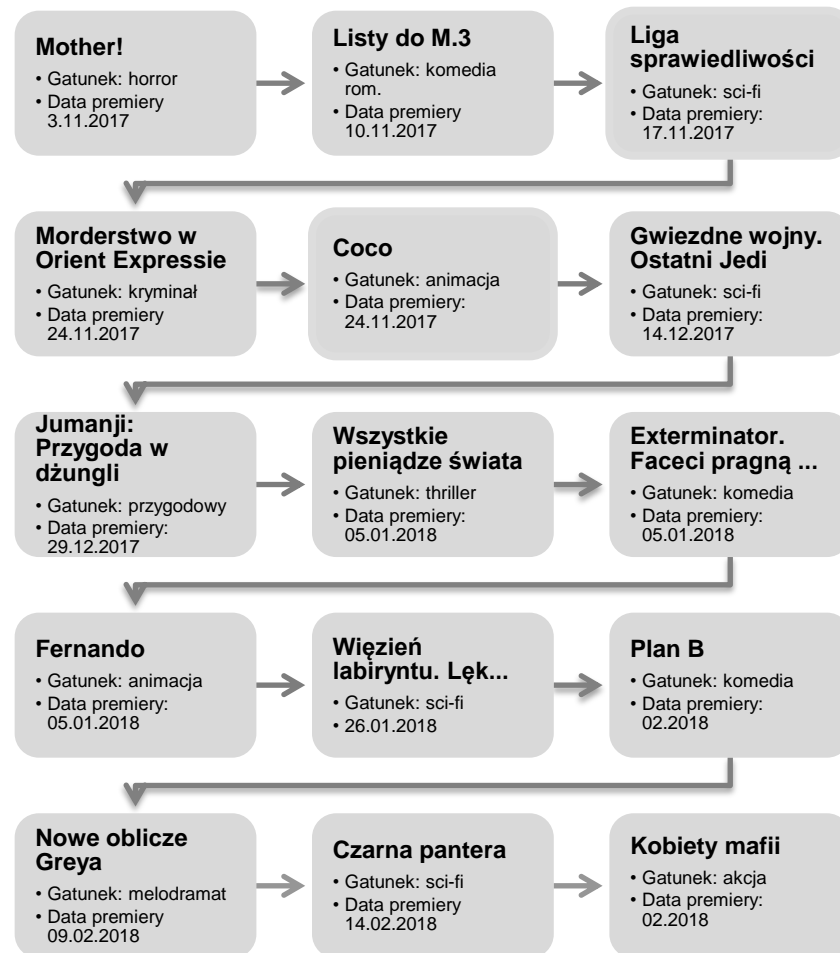 Mother!
• Gatunek: horror
• Data premiery
3.11.2017
Listy do M.3
• Gatunek: komedia
rom.
• Data premiery
10.11.2017
Liga
sprawiedliwości
• Gatunek: sci-fi
• Data premiery:
17.11.2017
Morderstwo w
Orient Expressie
• Gatunek: kryminał
• Data premiery
24.11.2017
Coco
• Gatunek: animacja
• Data premiery:
24.11.2017
Gwiezdne wojny.
Ostatni Jedi
• Gatunek: sci-fi
• Data premiery:
14.12.2017
Jumanji:
Przygoda w
dżungli
• Gatunek: przygodowy
• Data premiery:
29.12.2017
Wszystkie
pieniądze świata
• Gatunek: thriller
• Data premiery:
05.01.2018
Exterminator.
Faceci pragną ...
• Gatunek: komedia
• Data premiery:
05.01.2018
Fernando
• Gatunek: animacja
• Data premiery:
05.01.2018
Więzień
labiryntu. Lęk...
• Gatunek: sci-fi
• 26.01.2018
Plan B
• Gatunek: komedia
• Data premiery:
02.2018
Nowe oblicze
Greya
• Gatunek: melodramat
• Data premiery
09.02.2018
Czarna pantera
• Gatunek: sci-fi
• Data premiery
14.02.2018
Kobiety mafii
• Gatunek: akcja
• Data premiery:
02.2018